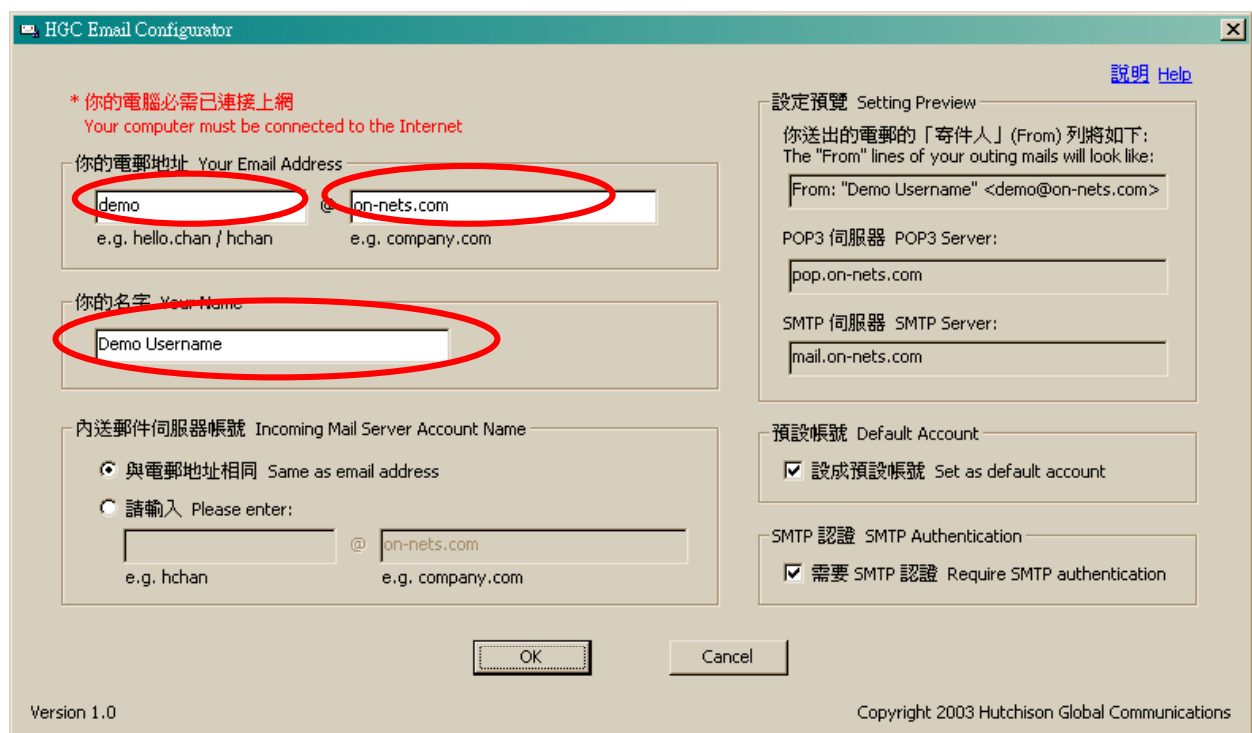 HGC Email Configurator
說明 Help
* 你的電腦必需已連接上網
Your computer must be connected to the Internet
你的電郵地址 Your Email Address
demo @ on-nets.com
e.g. hello.chan / hchan e.g. company.com
你的名字 Your Name
Demo Username
內送郵件伺服器帳號 Incoming Mail Server Account Name
與電郵地址相同 Same as email address
請輸入 Please enter:
@ on-nets.com
e.g. hchan e.g. company.com
設定預覽 Setting Preview
你送出的電郵的「寄件人」(From) 列將如下:
The "From" lines of your outing mails will look like:
From: "Demo Username" <demo@on-nets.com>
POP3 伺服器 POP3 Server:
pop.on-nets.com
SMTP 伺服器 SMTP Server:
mail.on-nets.com
預設帳號 Default Account
設成預設帳號 Set as default account
SMTP 認證 SMTP Authentication
需要 SMTP 認證 Require SMTP authentication
OK Cancel
Version 1.0 Copyright 2003 Hutchison Global Communications